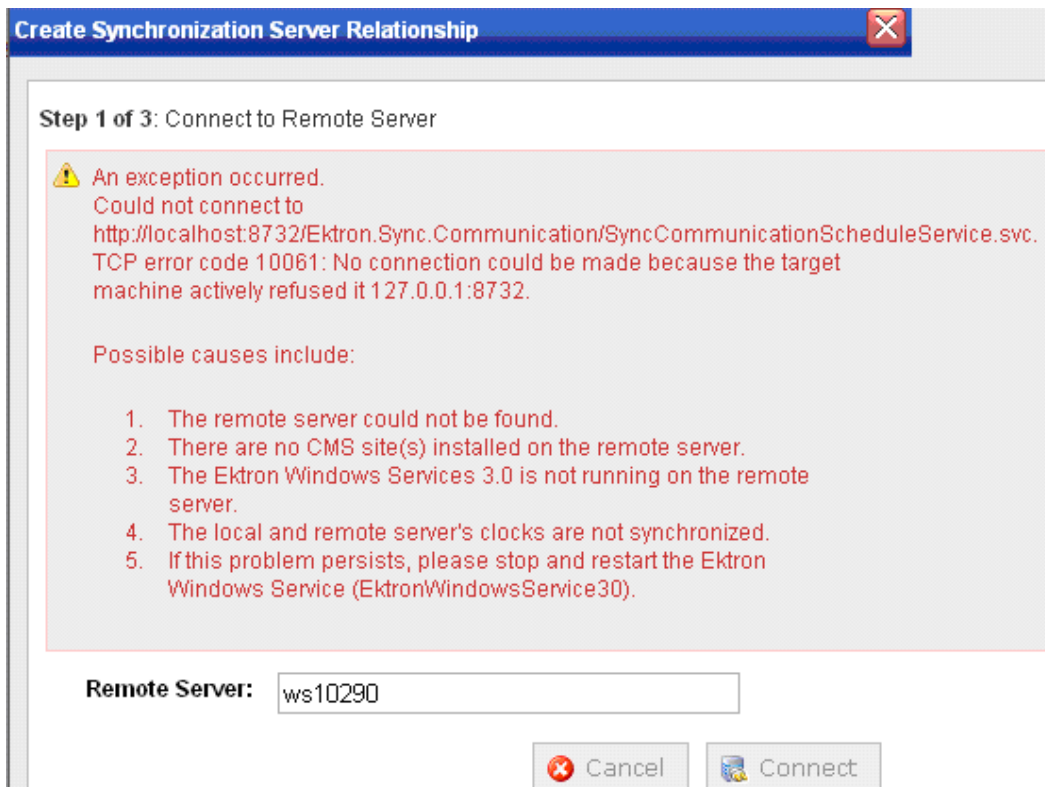 Create Synchronization Server Relationship
Step 1 of 3: Connect to Remote Server
An exception occurred.
Could not connect to
http://localhost:8732/Ektron.Sync.Communication/SyncCommunicationScheduleService.svc.
TCP error code 10061: No connection could be made because the target
machine actively refused it 127.0.0.1:8732.
Possible causes include:
1. The remote server could not be found.
2. There are no CMS site(s) installed on the remote server.
3. The Ektron Windows Services 3.0 is not running on the remote
server.
4. The local and remote server's clocks are not synchronized.
5. If this problem persists, please stop and restart the Ektron
Windows Service (EktronWindowsService30).
Remote Server: ws10290
Cancel Connect